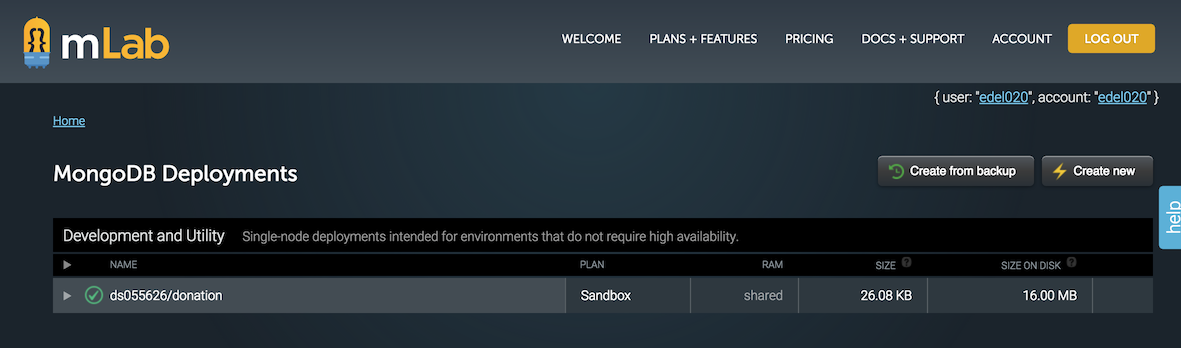 mLab
WELCOME PLANS + FEATURES PRICING DOCS + SUPPORT ACCOUNT LOG OUT
{ user: "edel020", account: "edel020" }
Home
MongoDB Deployments
Create from backup Create new
help
Development and Utility Single-node deployments intended for environments that do not require high availability.
NAME PLAN RAM SIZE ? SIZE ON DISK ?
ds055626/donation Sandbox shared 26.08 KB 16.00 MB